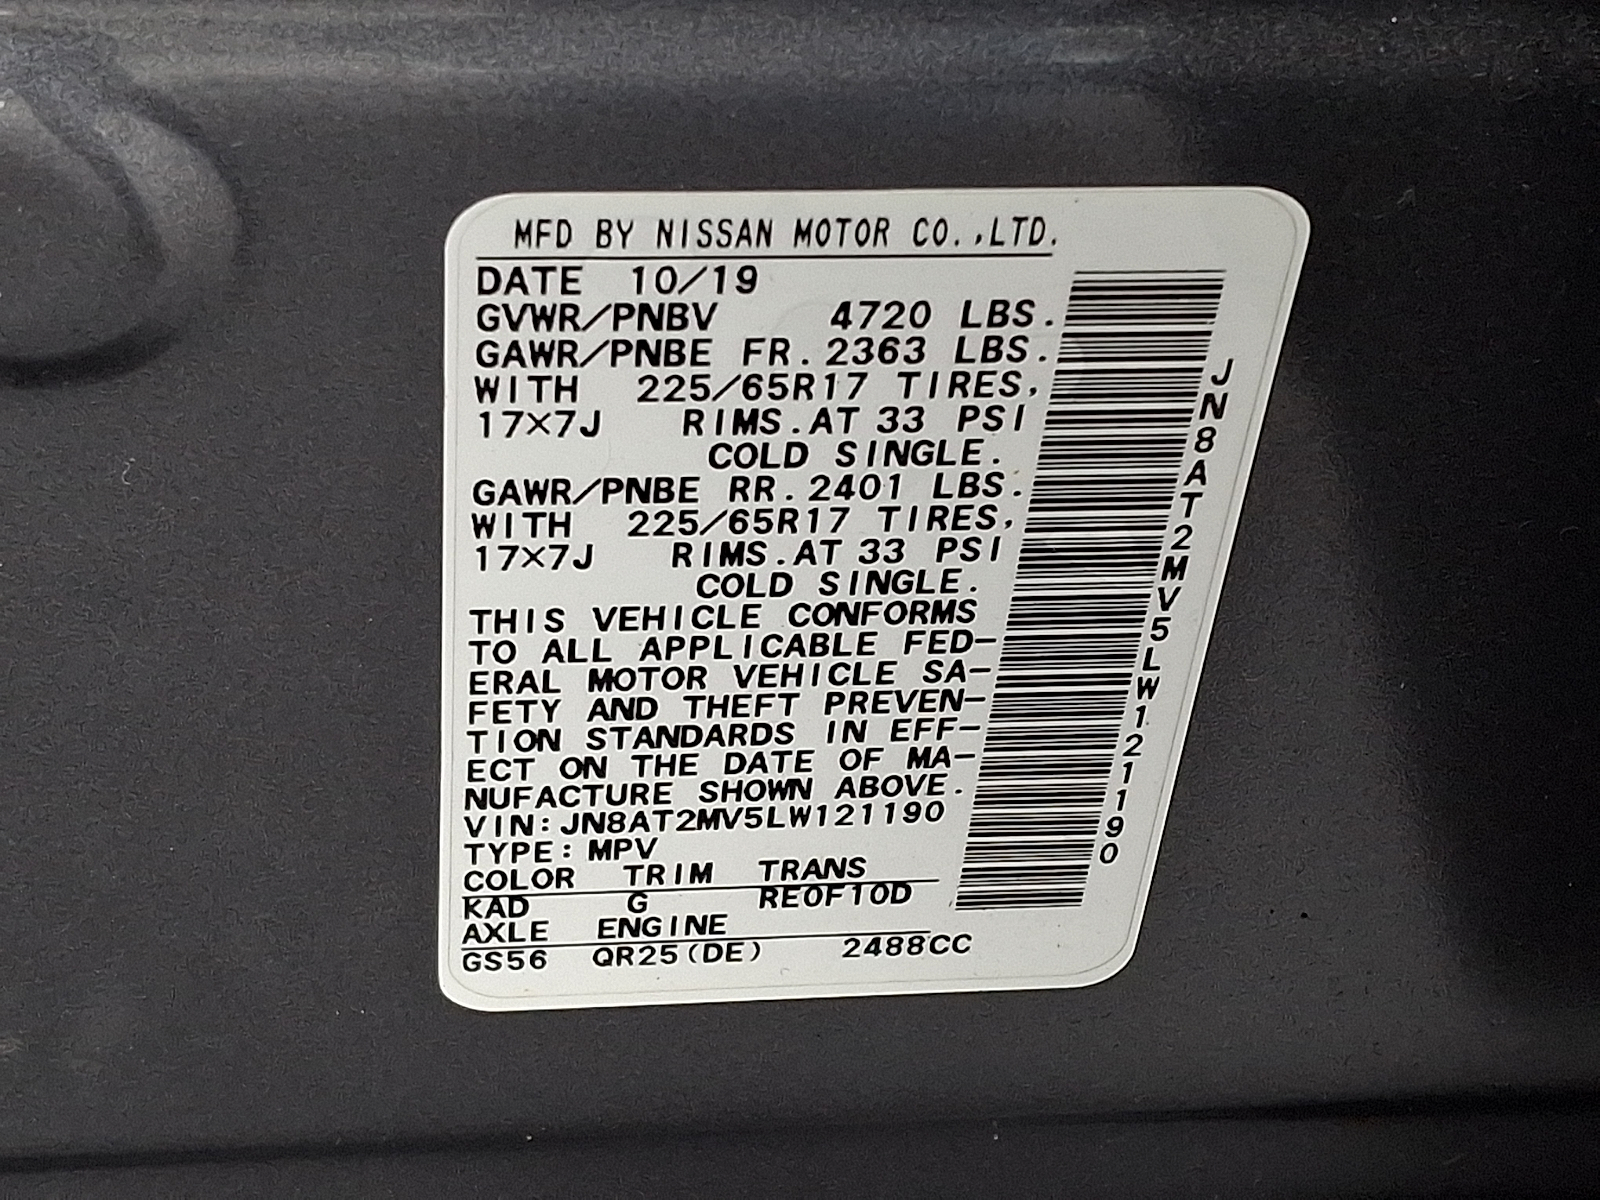 MFD BY NISSAN MOTOR CO.,LTD.
DATE 10/19
GVWR/PNBV 4720 LBS.
GAWR/PNBE FR. 2363 LBS.
WITH 225/65R17 TIRES,
17×7J RIMS.AT 33 PSI
COLD SINGLE.
GAWR/PNBE RR. 2401 LBS.
WITH 225/65R17 TIRES,
17×7J RIMS.AT 33 PSI
COLD SINGLE.
THIS VEHICLE CONFORMS
TO ALL APPLICABLE FED-
ERAL MOTOR VEHICLE SA-
FETY AND THEFT PREVEN-
TION STANDARDS IN EFF-
ECT ON THE DATE OF MA-
NUFACTURE SHOWN ABOVE.
VIN: JN8AT2MV5LW121190
TYPE: MPV
COLOR TRIM TRANS
KAD G RE0F10D
AXLE ENGINE
GS56 QR25(DE) 2488CC
JN8AT2MV5LW121190